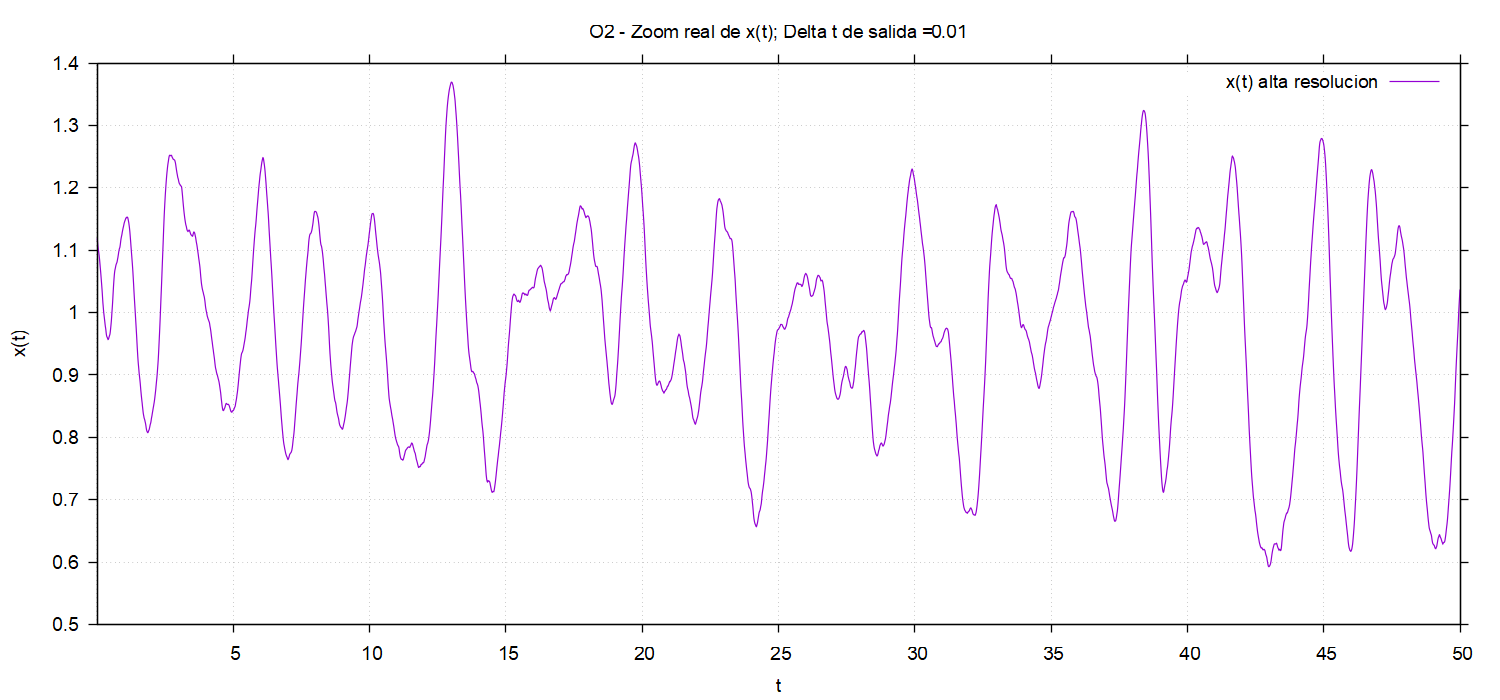 O2 - Zoom real de x(t); Delta t de salida =0.01
x(t) alta resolucion
1.4
1.3
1.2
1.1
1
0.9
0.8
0.7
0.6
0.5
x(t)
5 10 15 20 25 30 35 40 45 50
t